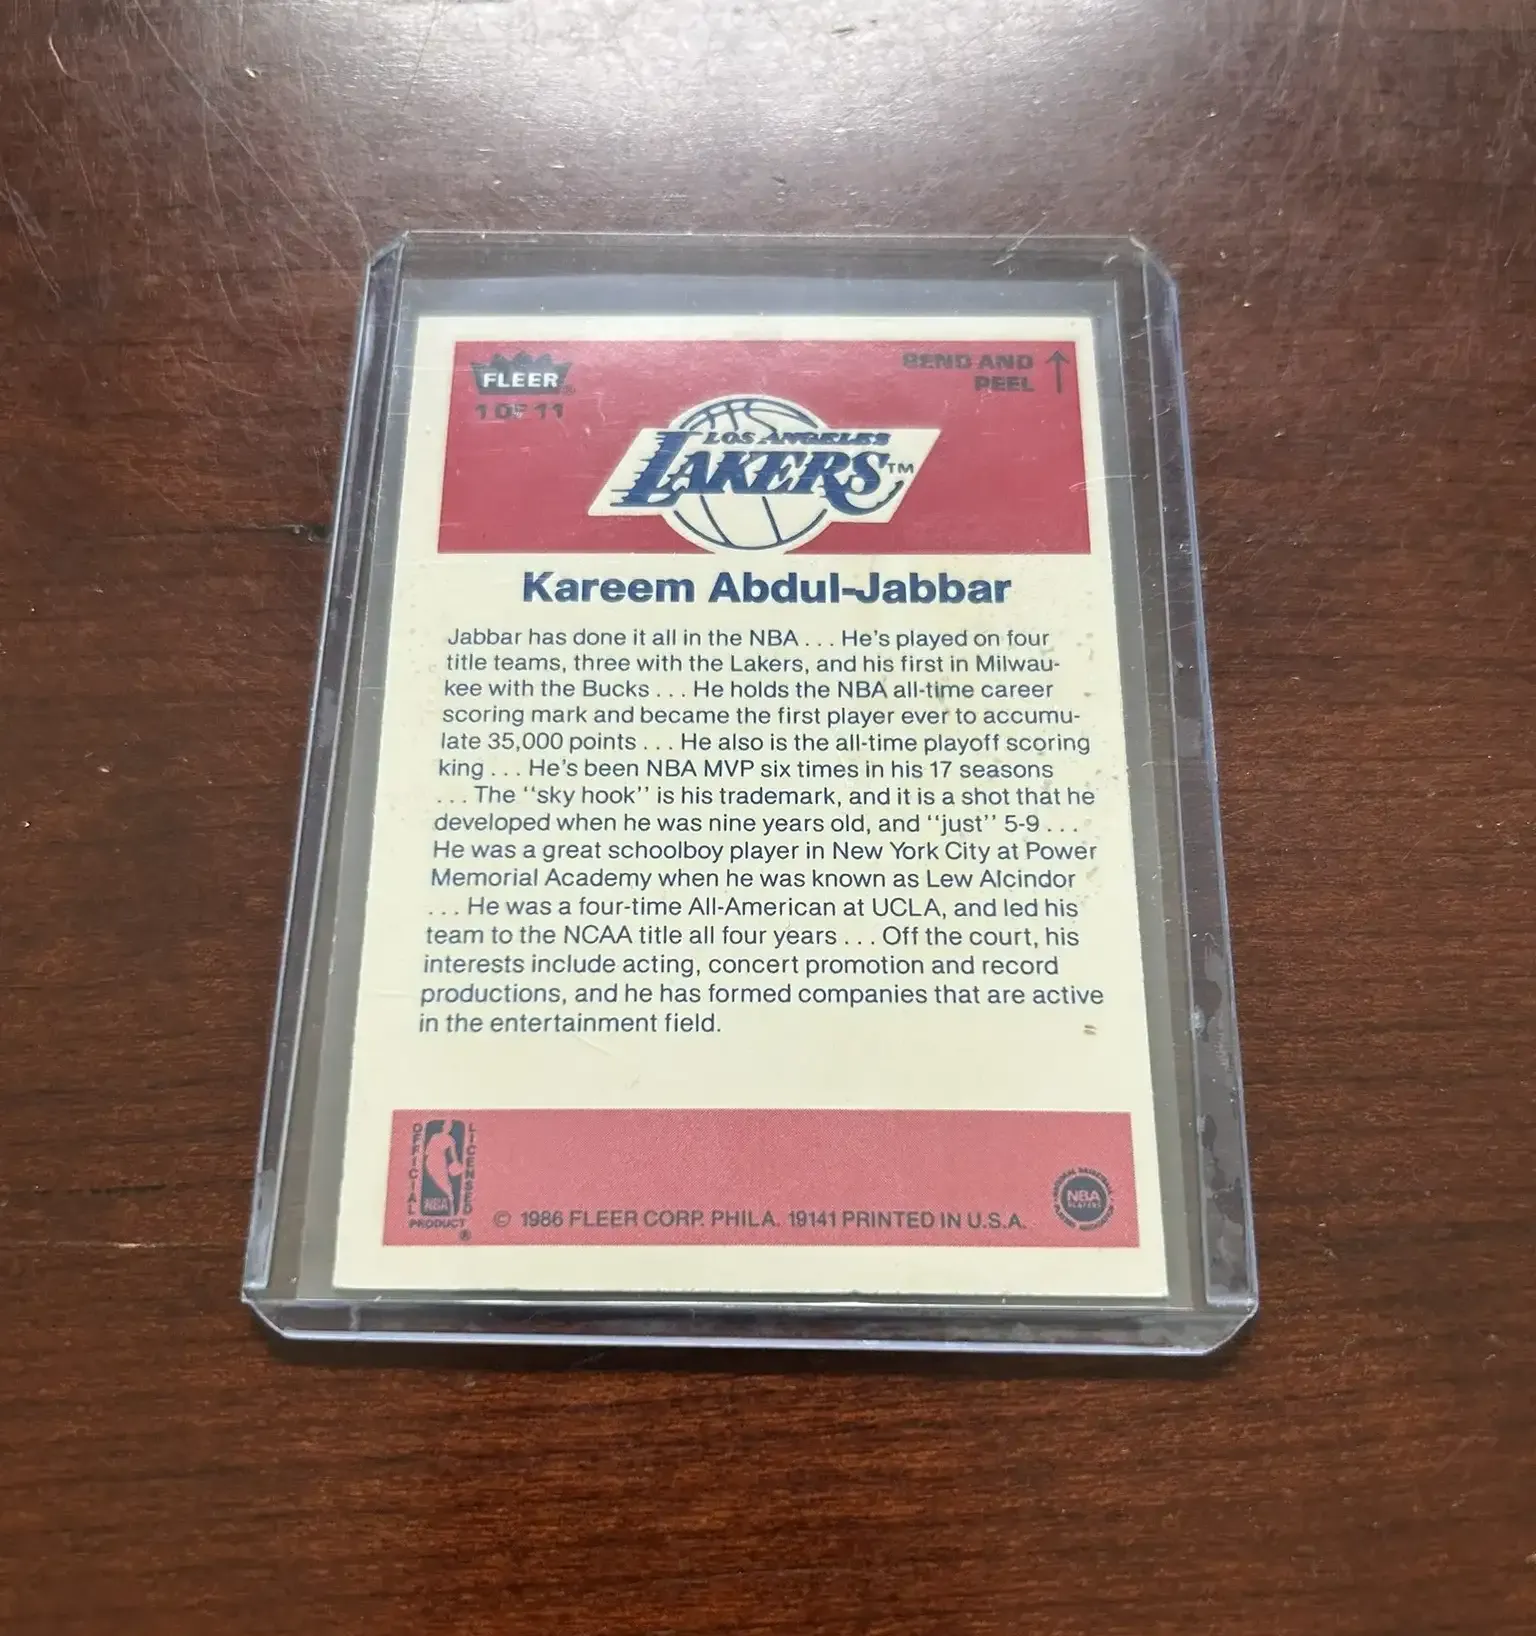 FLEER®
1 OF 11
BEND AND
PEEL ↑
LOS ANGELES
LAKERS™
Kareem Abdul-Jabbar
Jabbar has done it all in the NBA . . . He's played on four
title teams, three with the Lakers, and his first in Milwau-
kee with the Bucks . . . He holds the NBA all-time career
scoring mark and became the first player ever to accumu-
late 35,000 points . . . He also is the all-time playoff scoring
king . . . He's been NBA MVP six times in his 17 seasons
. . . The ‘‘sky hook’’ is his trademark, and it is a shot that he
developed when he was nine years old, and ‘‘just’’ 5-9 . . .
He was a great schoolboy player in New York City at Power
Memorial Academy when he was known as Lew Alcindor
. . . He was a four-time All-American at UCLA, and led his
team to the NCAA title all four years . . . Off the court, his
interests include acting, concert promotion and record
productions, and he has formed companies that are active
in the entertainment field.
OFFICIAL
LICENSED
NBA
PRODUCT®
© 1986 FLEER CORP. PHILA. 19141 PRINTED IN U.S.A.
NATIONAL BASKETBALL
NBA
PLAYERS
PLAYERS ASSOCIATION